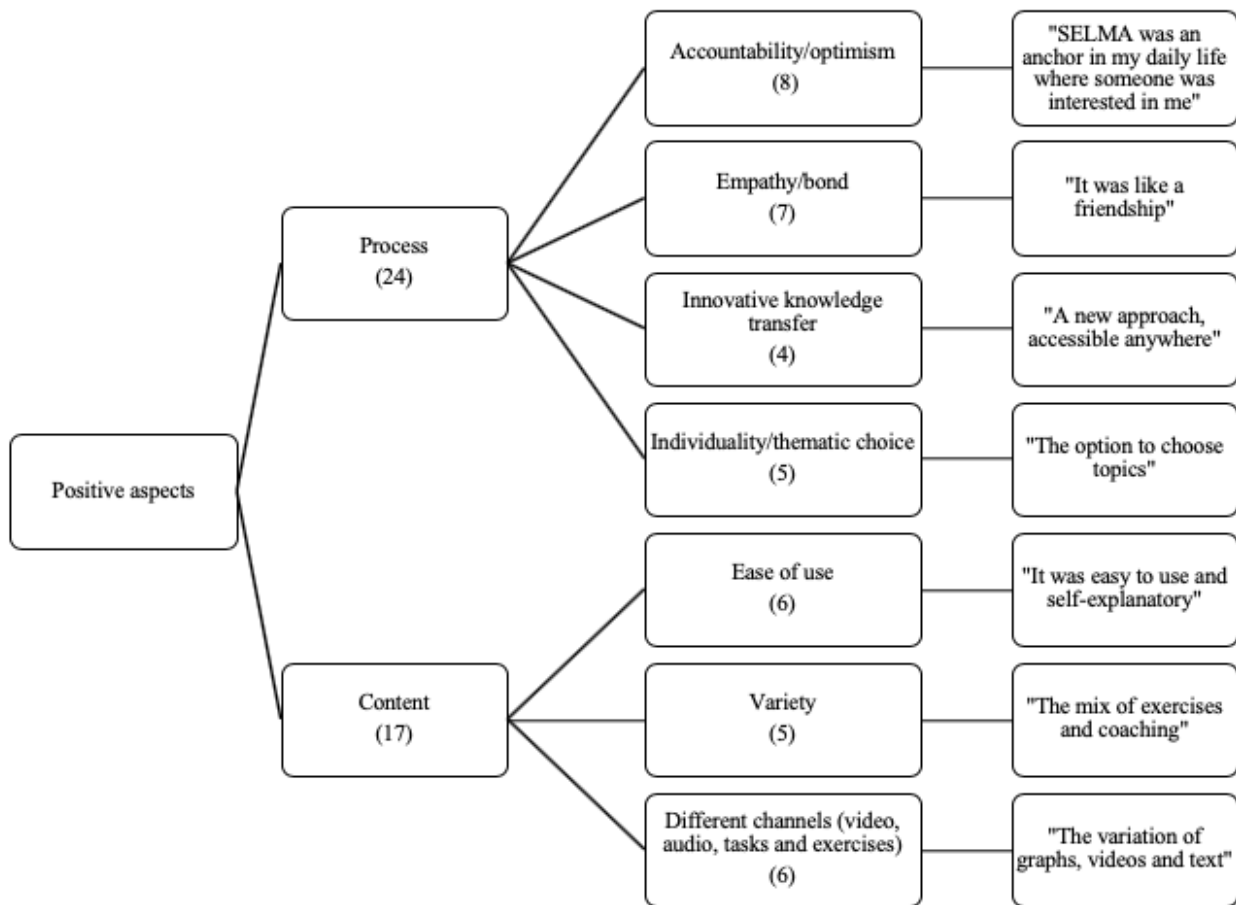 Positive aspects
Process
(24)
Accountability/optimism
(8)
"SELMA was an
anchor in my daily life
where someone was
interested in me"
Empathy/bond
(7)
"It was like a
friendship"
Innovative knowledge
transfer
(4)
"A new approach,
accessible anywhere"
Individuality/thematic choice
(5)
"The option to choose
topics"
Content
(17)
Ease of use
(6)
"It was easy to use and
self-explanatory"
Variety
(5)
"The mix of exercises
and coaching"
Different channels (video,
audio, tasks and exercises)
(6)
"The variation of
graphs, videos and text"